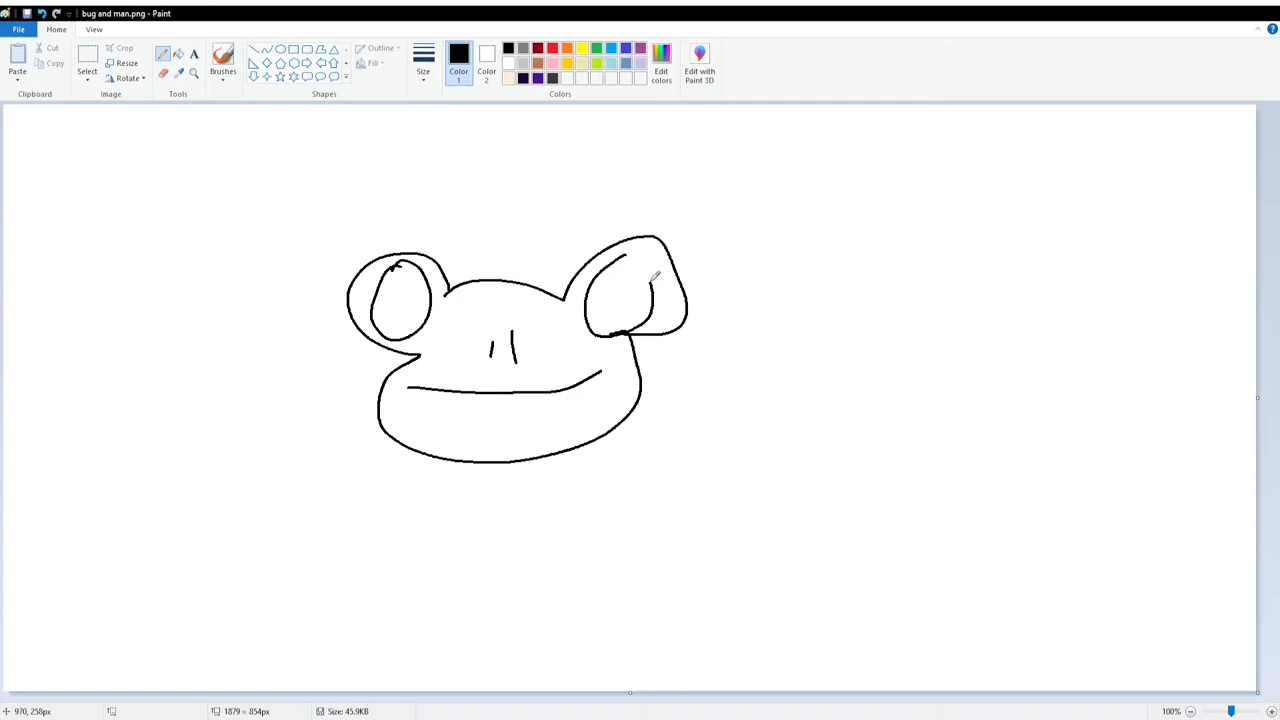 bug and man.png - Paint
File Home View
Paste
Cut
Copy
Clipboard
Select
Crop
Resize
Rotate
Image
A
Tools
Brushes
Outline
Fill
Shapes
Size
Color 1
Color 2
Edit colors
Colors
Edit with Paint 3D
970, 258px 1879 × 854px Size: 45.9KB 100%